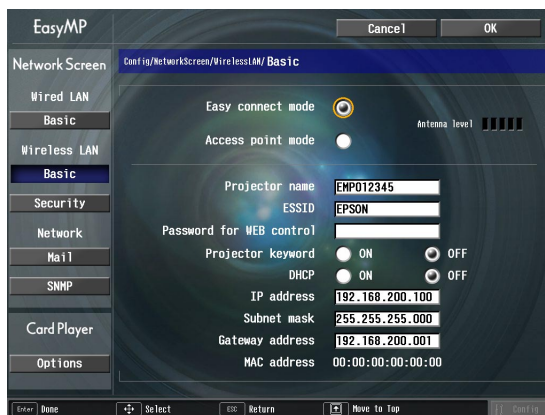 EasyMP
Cancel OK
Network Screen
Config/NetworkScreen/WirelessLAN/Basic
Wired LAN
Basic
Wireless LAN
Basic
Security
Network
Mail
SNMP
Card Player
Options
Easy connect mode
Antenna level
Access point mode
Projector name EMP012345
ESSID EPSON
Password for WEB control
Projector keyword ON OFF
DHCP ON OFF
IP address 192.168.200.100
Subnet mask 255.255.255.000
Gateway address 192.168.200.001
MAC address 00:00:00:00:00:00
Enter Done Select ESC Return Move to Top Config